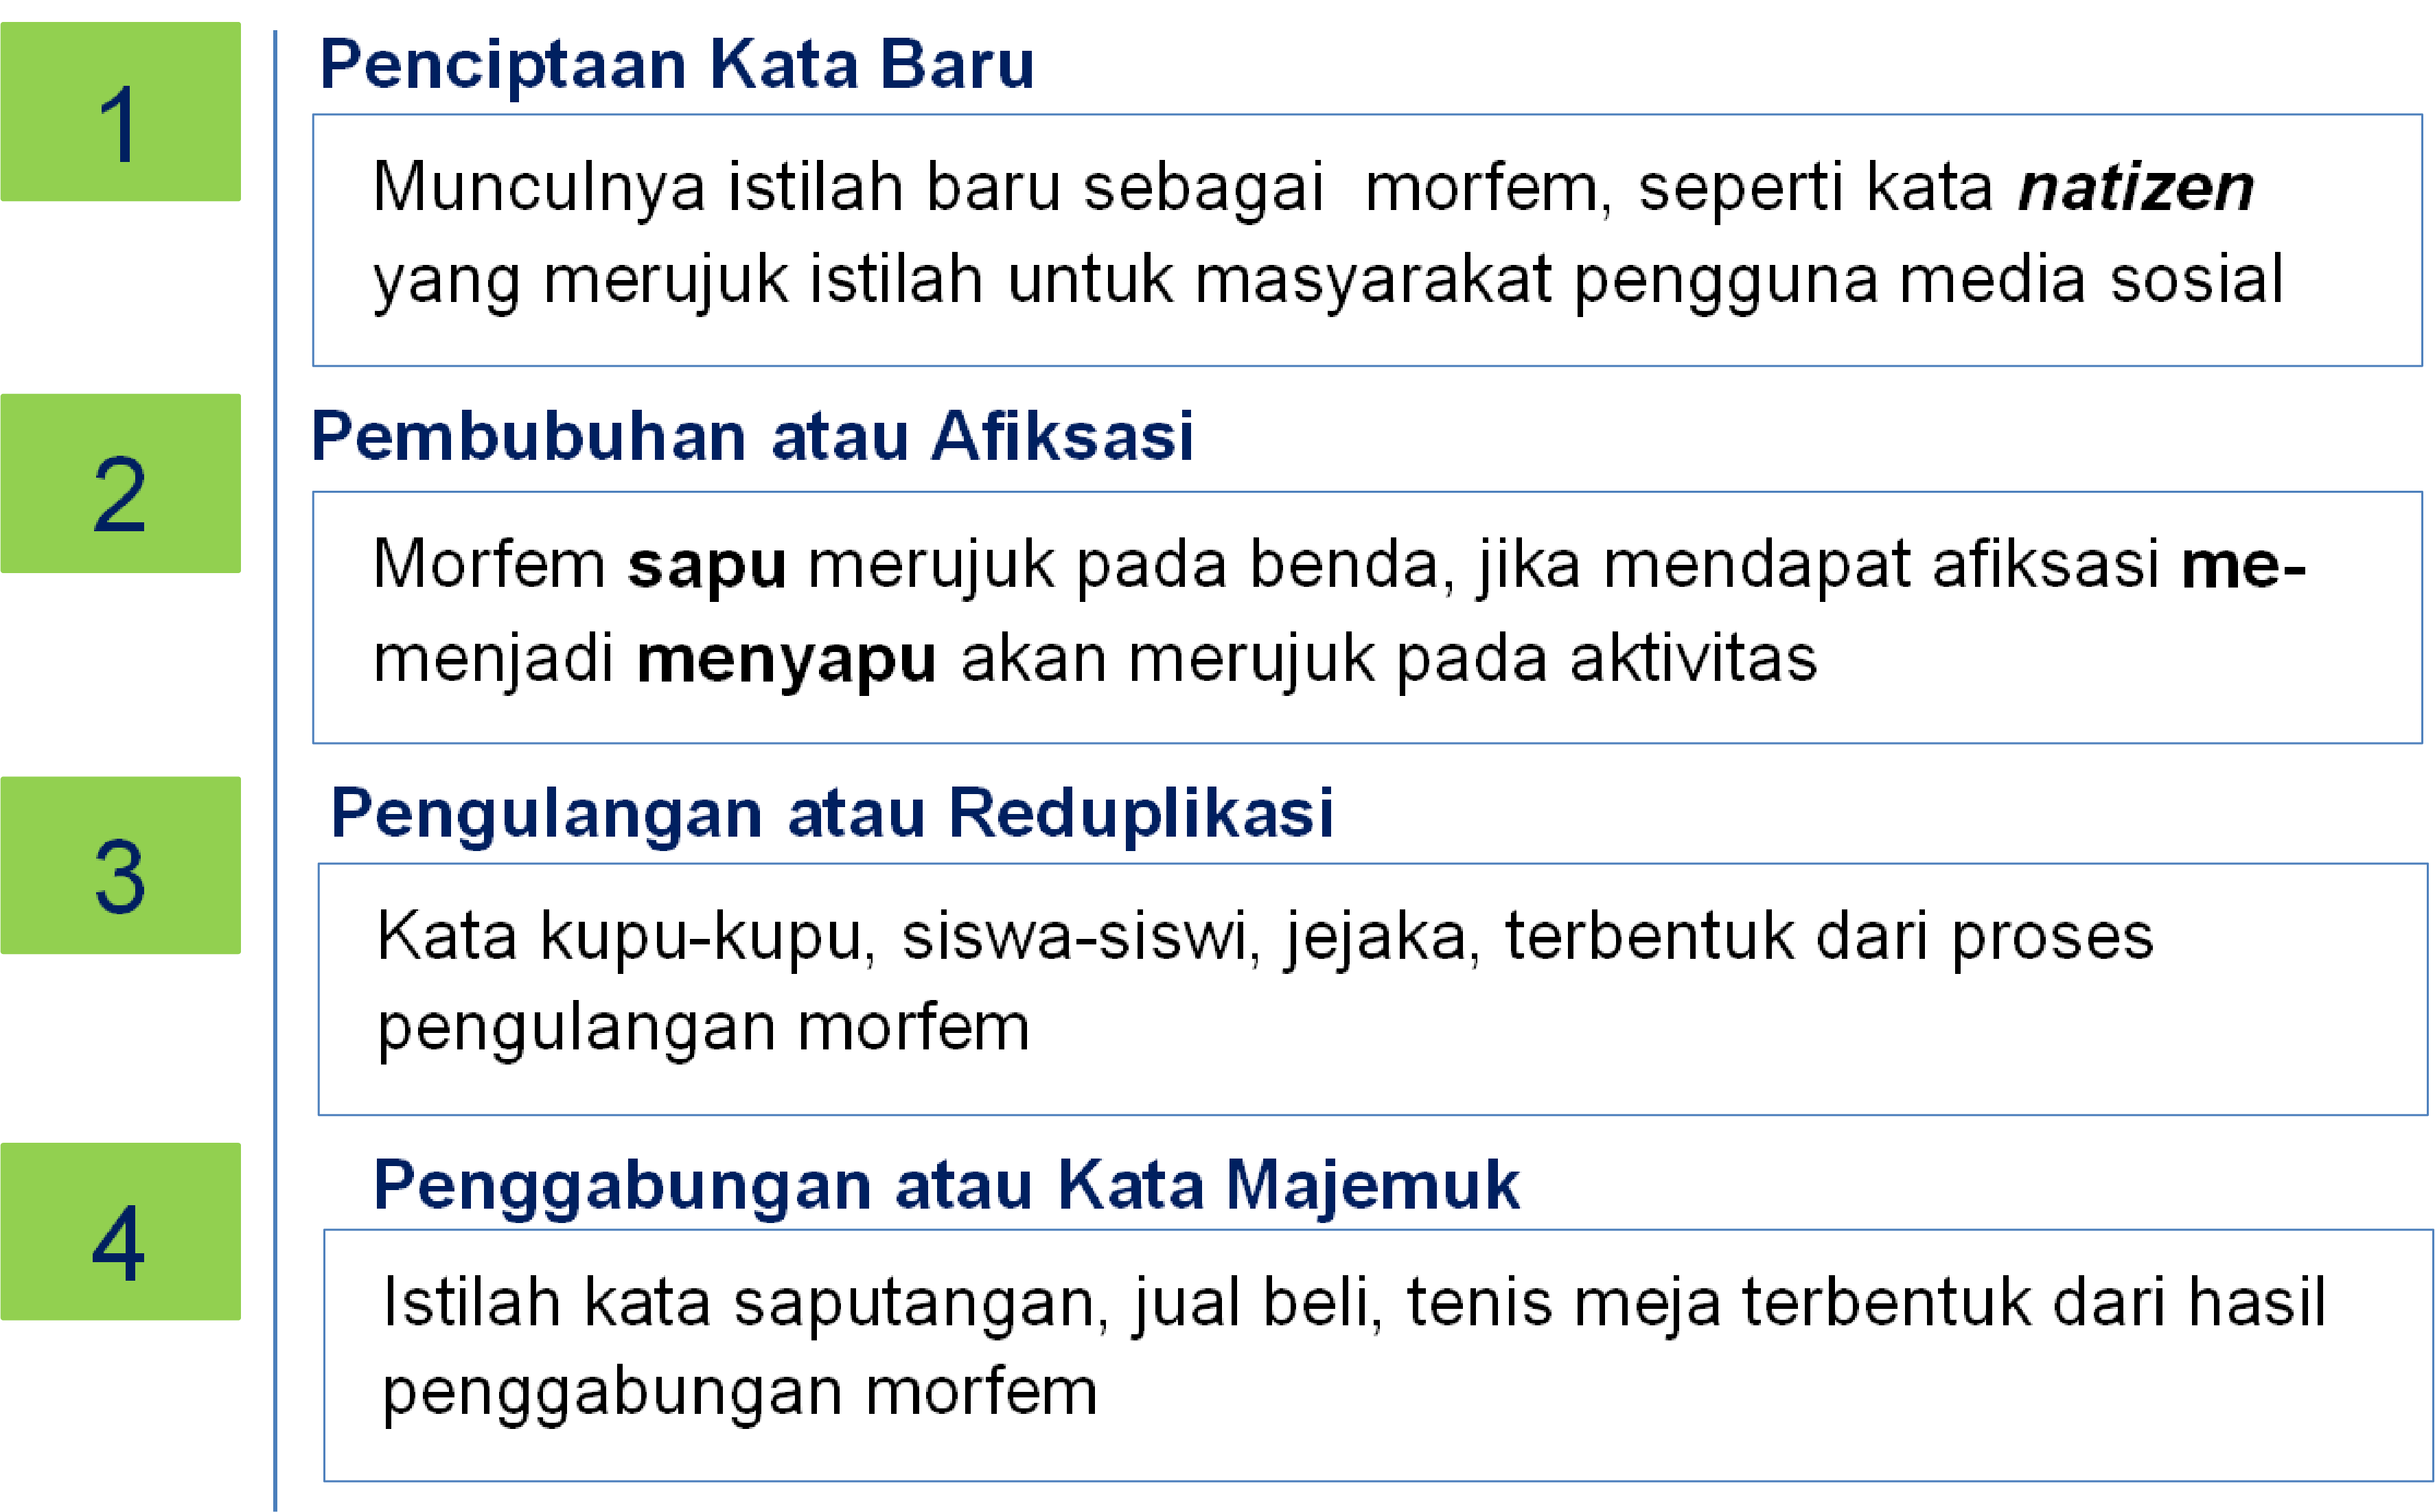 1
Penciptaan Kata Baru
Munculnya istilah baru sebagai morfem, seperti kata natizen
yang merujuk istilah untuk masyarakat pengguna media sosial
2
Pembubuhan atau Afiksasi
Morfem sapu merujuk pada benda, jika mendapat afiksasi me-
menjadi menyapu akan merujuk pada aktivitas
3
Pengulangan atau Reduplikasi
Kata kupu-kupu, siswa-siswi, jejaka, terbentuk dari proses
pengulangan morfem
4
Penggabungan atau Kata Majemuk
Istilah kata saputangan, jual beli, tenis meja terbentuk dari hasil
penggabungan morfem